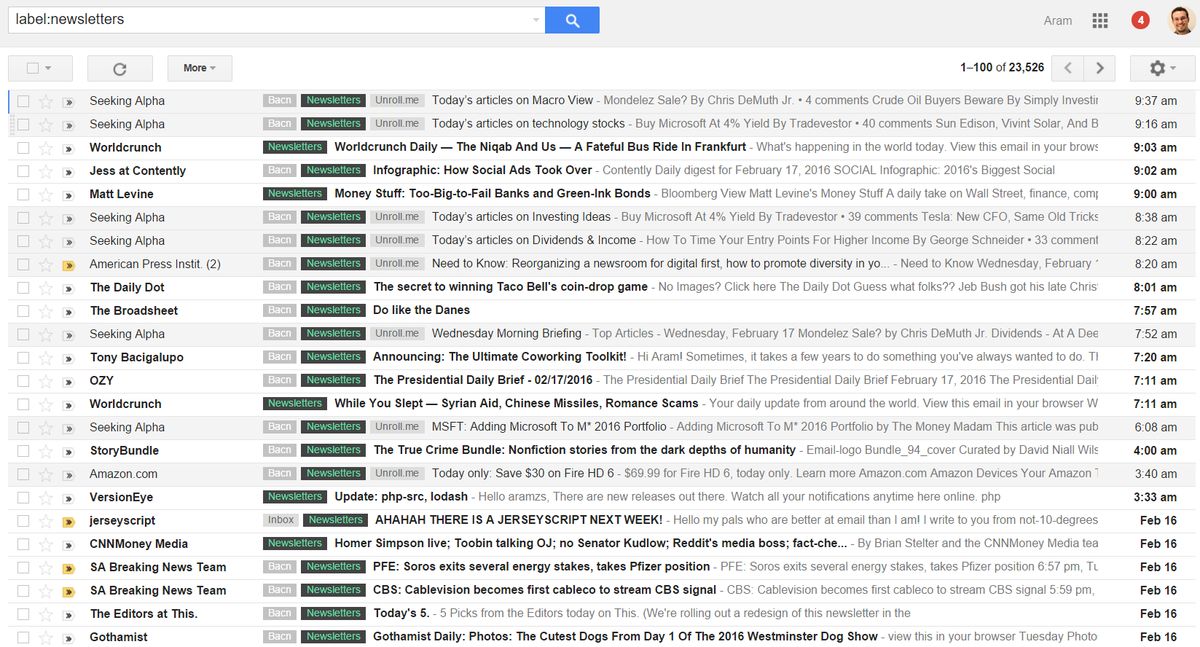 label:newsletters
Aram 4
More 1–100 of 23,526
Seeking Alpha Bacn Newsletters Unroll.me Today's articles on Macro View - Mondelez Sale? By Chris DeMuth Jr. • 4 comments Crude Oil Buyers Beware By Simply Investin 9:37 am
Seeking Alpha Bacn Newsletters Unroll.me Today's articles on technology stocks - Buy Microsoft At 4% Yield By Tradevestor • 40 comments Sun Edison, Vivint Solar, And B 9:16 am
Worldcrunch Newsletters Worldcrunch Daily — The Niqab And Us — A Fateful Bus Ride In Frankfurt - What's happening in the world today. View this email in your brows 9:03 am
Jess at Contently Bacn Newsletters Infographic: How Social Ads Took Over - Contently Daily digest for February 17, 2016 SOCIAL Infographic: 2016's Biggest Social 9:02 am
Matt Levine Newsletters Money Stuff: Too-Big-to-Fail Banks and Green-Ink Bonds - Bloomberg View Matt Levine's Money Stuff A daily take on Wall Street, finance, comp 9:00 am
Seeking Alpha Bacn Newsletters Unroll.me Today's articles on Investing Ideas - Buy Microsoft At 4% Yield By Tradevestor • 39 comments Tesla: New CFO, Same Old Tricks 8:38 am
Seeking Alpha Bacn Newsletters Unroll.me Today's articles on Dividends & Income - How To Time Your Entry Points For Higher Income By George Schneider • 33 comment 8:22 am
American Press Instit. (2) Bacn Newsletters Unroll.me Need to Know: Reorganizing a newsroom for digital first, how to promote diversity in yo... - Need to Know Wednesday, February 8:20 am
The Daily Dot Bacn Newsletters The secret to winning Taco Bell's coin-drop game - No Images? Click here The Daily Dot Guess what folks?? Jeb Bush got his late Chris 8:01 am
The Broadsheet Bacn Newsletters Do like the Danes 7:57 am
Seeking Alpha Bacn Newsletters Unroll.me Wednesday Morning Briefing - Top Articles - Wednesday, February 17 Mondelez Sale? by Chris DeMuth Jr. Dividends - At A Dee 7:52 am
Tony Bacigalupo Bacn Newsletters Announcing: The Ultimate Coworking Toolkit! - Hi Aram! Sometimes, it takes a few years to do something you've always wanted to do. Th 7:20 am
OZY Bacn Newsletters The Presidential Daily Brief - 02/17/2016 - The Presidential Daily Brief The Presidential Daily Brief February 17, 2016 The Presidential Daily 7:11 am
Worldcrunch Newsletters While You Slept — Syrian Aid, Chinese Missiles, Romance Scams - Your daily update from around the world. View this email in your browser W 7:11 am
Seeking Alpha Bacn Newsletters Unroll.me MSFT: Adding Microsoft To M* 2016 Portfolio - Adding Microsoft To M* 2016 Portfolio by The Money Madam This article was pub 6:08 am
StoryBundle Bacn Newsletters The True Crime Bundle: Nonfiction stories from the dark depths of humanity - Email-logo Bundle_94_cover Curated by David Niall Wils 4:00 am
Amazon.com Bacn Newsletters Unroll.me Today only: Save $30 on Fire HD 6 - $69.99 for Fire HD 6, today only. Learn more Amazon.com Amazon Devices Your Amazon T 3:40 am
VersionEye Newsletters Update: php-src, lodash - Hello aramzs, There are new releases out there. Watch all your notifications anytime here online. php 3:33 am
jerseyscript Inbox Newsletters AHAHAH THERE IS A JERSEYSCRIPT NEXT WEEK! - Hello my pals who are better at email than I am! I write to you from not-10-degrees Feb 16
CNNMoney Media Newsletters Homer Simpson live; Toobin talking OJ; no Senator Kudlow; Reddit's media boss; fact-che... - By Brian Stelter and the CNNMoney Media tea Feb 16
SA Breaking News Team Bacn Newsletters PFE: Soros exits several energy stakes, takes Pfizer position - PFE: Soros exits several energy stakes, takes Pfizer position 6:57 pm, Tu Feb 16
SA Breaking News Team Bacn Newsletters CBS: Cablevision becomes first cableco to stream CBS signal - CBS: Cablevision becomes first cableco to stream CBS signal 5:59 pm, Feb 16
The Editors at This. Bacn Newsletters Today's 5. - 5 Picks from the Editors today on This. (We're rolling out a redesign of this newsletter in the Feb 16
Gothamist Bacn Newsletters Gothamist Daily: Photos: The Cutest Dogs From Day 1 Of The 2016 Westminster Dog Show - view this in your browser Tuesday Photo Feb 16